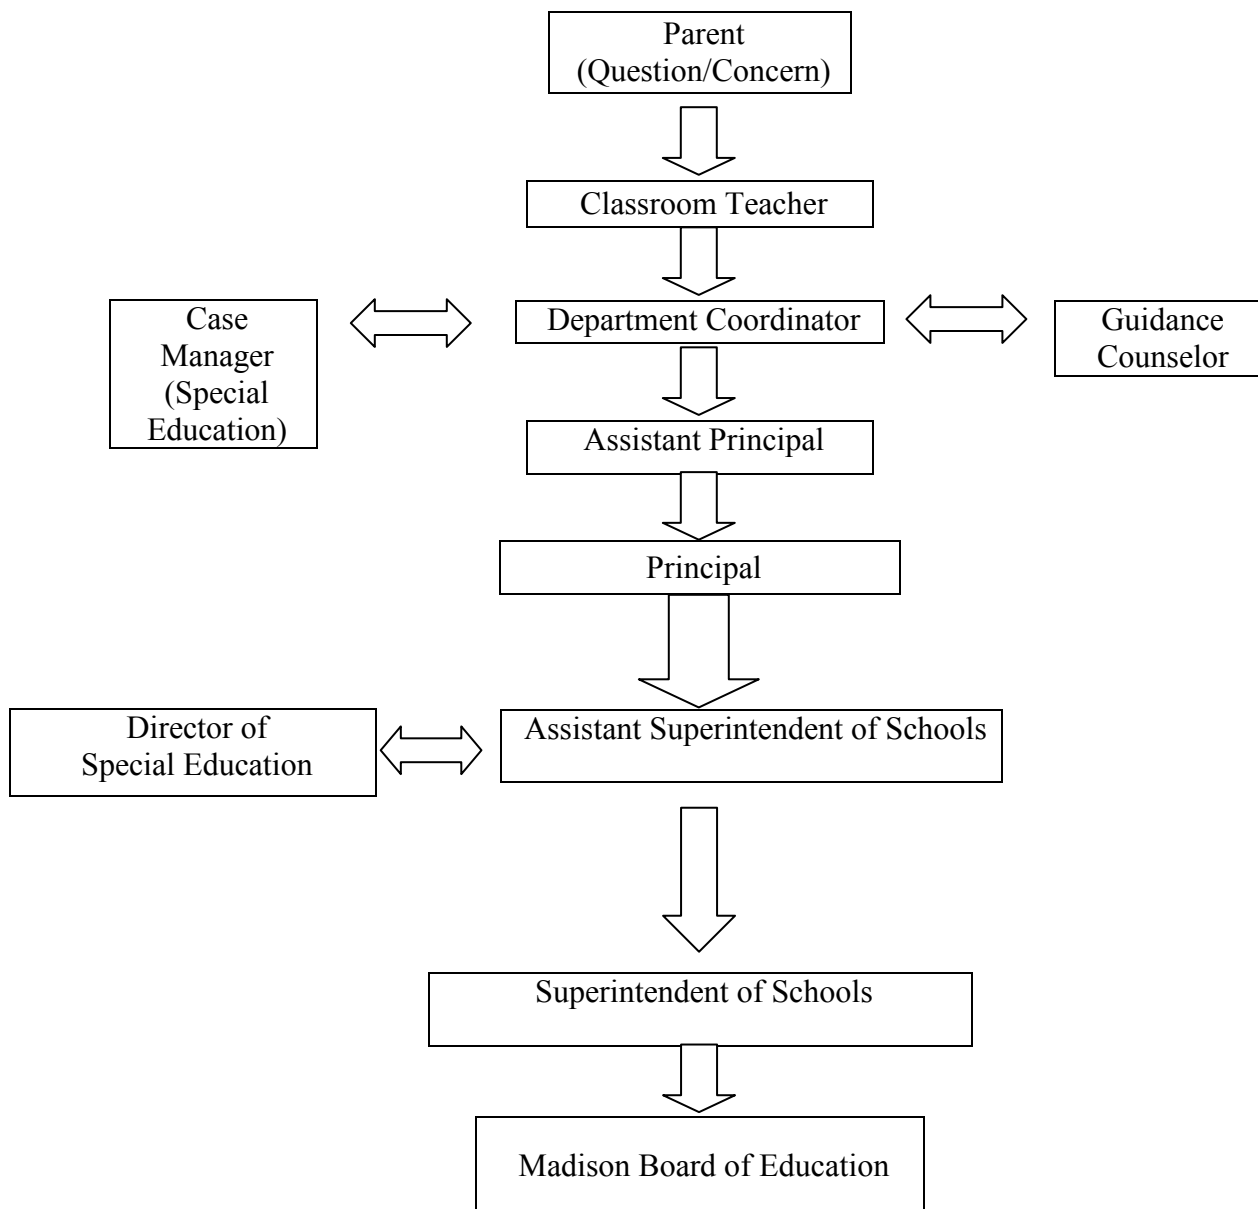 Parent
(Question/Concern)
Classroom Teacher
Case
Manager
(Special
Education)
Department Coordinator
Guidance
Counselor
Assistant Principal
Principal
Director of
Special Education
Assistant Superintendent of Schools
Superintendent of Schools
Madison Board of Education